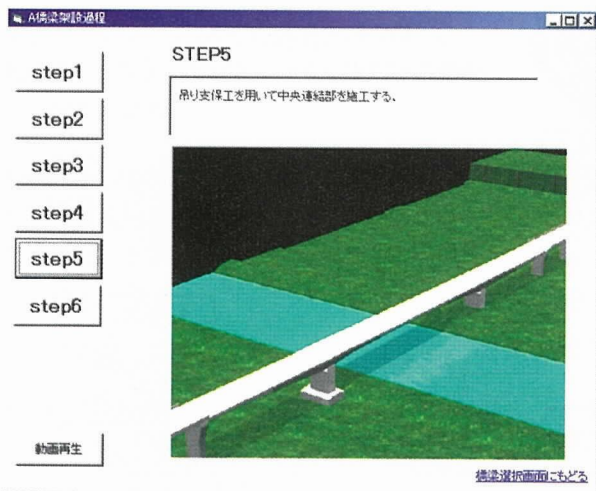 A橋梁架設過程
STEP5
吊り支保工を用いて中央連結部を施工する、
step1
step2
step3
step4
step5
step6
動画再生
橋梁選択画面にもどる